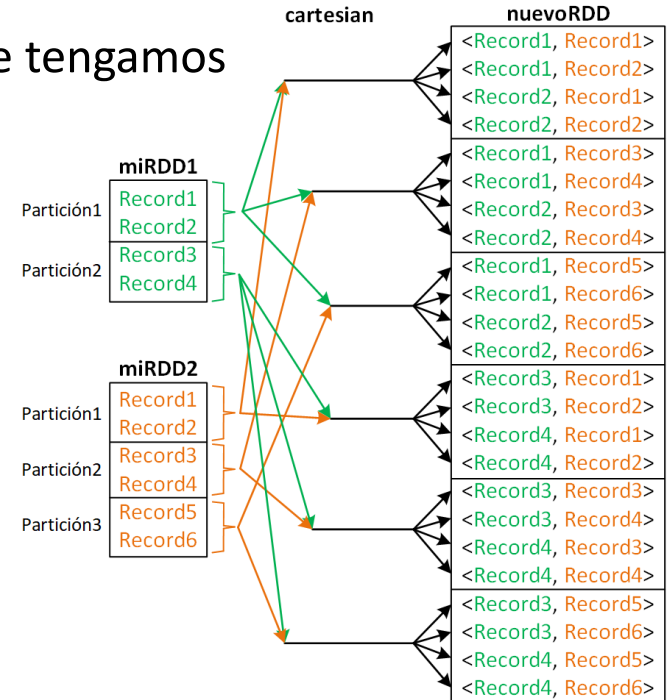 cartesian
nuevoRDD
e tengamos
<Record1, Record1>
<Record1, Record2>
<Record2, Record1>
<Record2, Record2>
<Record1, Record3>
<Record1, Record4>
<Record2, Record3>
<Record2, Record4>
<Record1, Record5>
<Record1, Record6>
<Record2, Record5>
<Record2, Record6>
<Record3, Record1>
<Record3, Record2>
<Record4, Record1>
<Record4, Record2>
<Record3, Record3>
<Record3, Record4>
<Record4, Record3>
<Record4, Record4>
<Record3, Record5>
<Record3, Record6>
<Record4, Record5>
<Record4, Record6>
miRDD1
Partición1
Record1
Record2
Partición2
Record3
Record4
miRDD2
Partición1
Record1
Record2
Partición2
Record3
Record4
Partición3
Record5
Record6